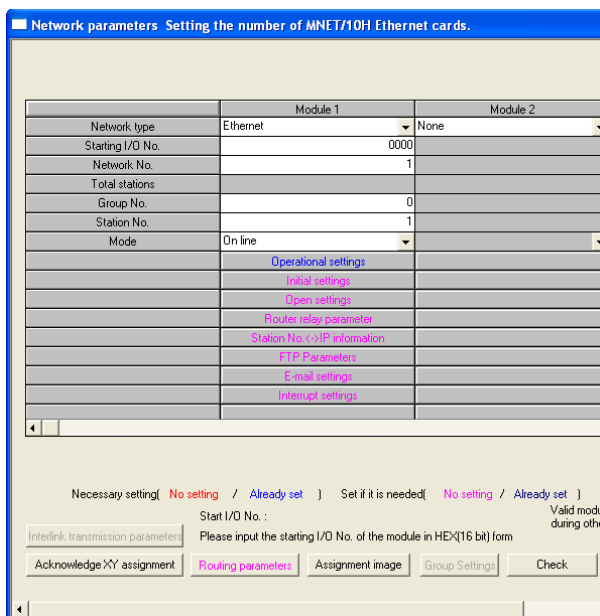 Network parameters  Setting the number of MNET/10H Ethernet cards.
Module 1 Module 2
Network type Ethernet None
Starting I/O No. 0000
Network No. 1
Total stations
Group No. 0
Station No. 1
Mode On line
Operational settings
Initial settings
Open settings
Router relay parameter
Station No.<->IP information
FTP Parameters
E-mail settings
Interrupt settings
Necessary setting( No setting / Already set ) Set if it is needed( No setting / Already set )
Start I/O No. : Valid modu
during othe
Interlink transmission parameters Please input the starting I/O No. of the module in HEX(16 bit) form
Acknowledge XY assignment Routing parameters Assignment image Group Settings Check